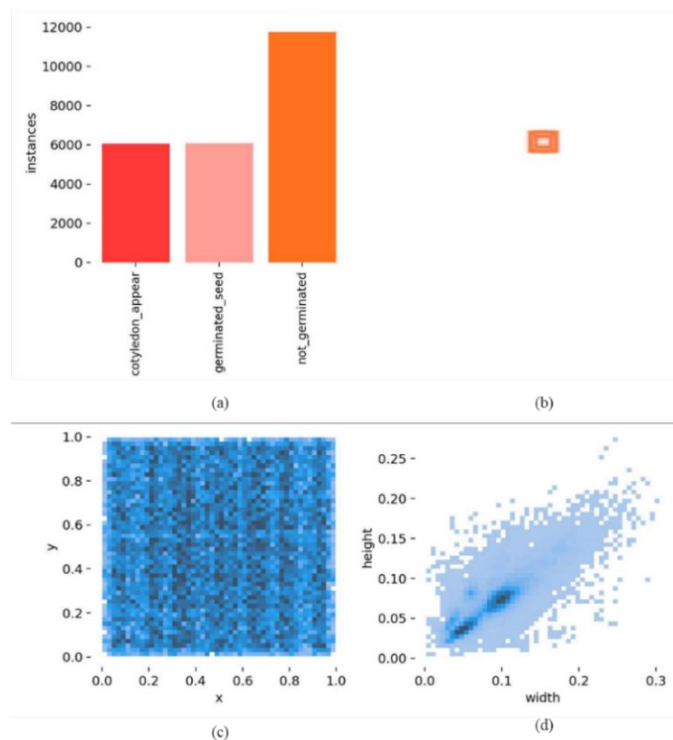 12000
10000
8000
6000
4000
2000
0
instances
cotyledon_appear
germinated_seed
not_germinated
(a)
(b)
1.0
0.8
0.6
0.4
0.2
0.0
y
0.0 0.2 0.4 0.6 0.8 1.0
x
(c)
0.25
0.20
0.15
0.10
0.05
0.00
height
0.0 0.1 0.2 0.3
width
(d)